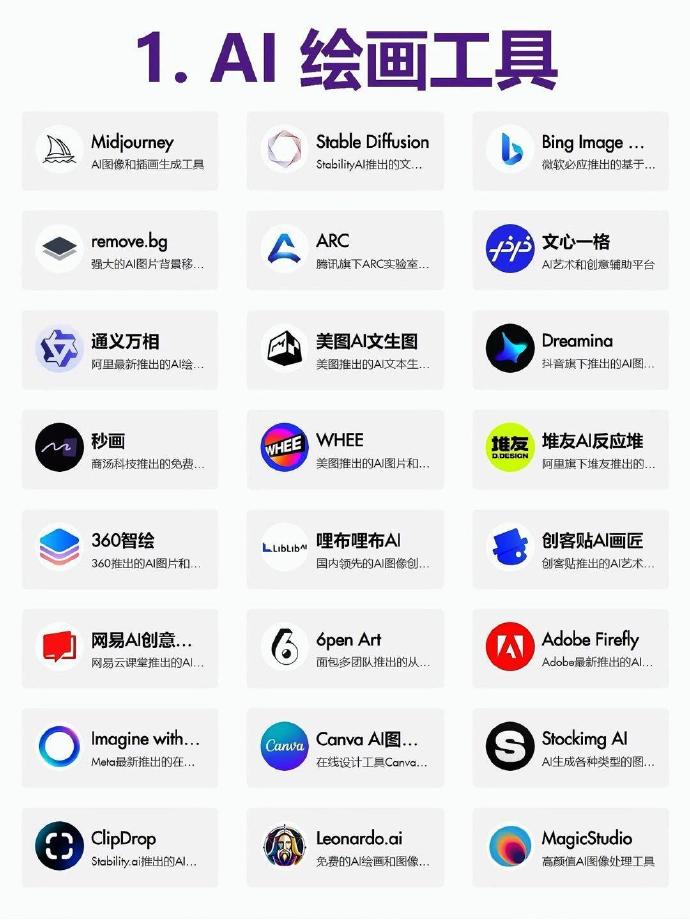 1. AI 绘画工具
Midjourney
AI图像和插画生成工具
Stable Diffusion
StabilityAI推出的文...
Bing Image ...
微软必应推出的基于...
remove.bg
强大的AI图片背景移...
ARC
腾讯旗下ARC实验室...
文心一格
AI艺术和创意辅助平台
通义万相
阿里最新推出的AI绘...
美图AI文生图
美图推出的AI文本生...
Dreamina
抖音旗下推出的AI图...
秒画
商汤科技推出的免费...
WHEE
WHEE
美图推出的AI图片和...
堆友
D.DESIGN
堆友AI反应堆
阿里旗下堆友推出的...
360智绘
360推出的AI图片和...
LIBLIBAI
哩布哩布AI
国内领先的AI图像创...
创客贴AI画匠
创客贴推出的AI艺术...
网易AI创意...
网易云课堂推出的AI...
6pen Art
面包多团队推出的从...
Adobe Firefly
Adobe最新推出的AI...
Imagine with...
Meta最新推出的在...
Canva
Canva AI图...
在线设计工具Canva...
Stockimg AI
AI生成各种类型的图...
ClipDrop
Stability.ai推出的AI...
Leonardo.ai
免费的AI绘画和图像...
MagicStudio
高颜值AI图像处理工具